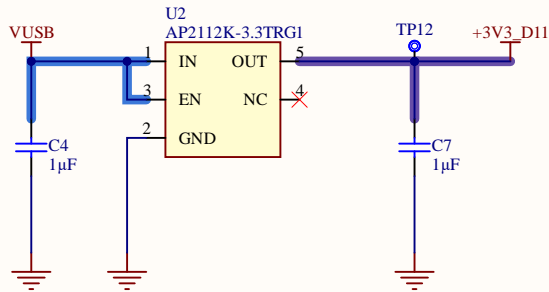 U2
AP2112K-3.3TRG1
VUSB
TP12
+3V3_D11
1
IN
OUT
5
3
EN
NC
4
2
GND
C4
1µF
C7
1µF